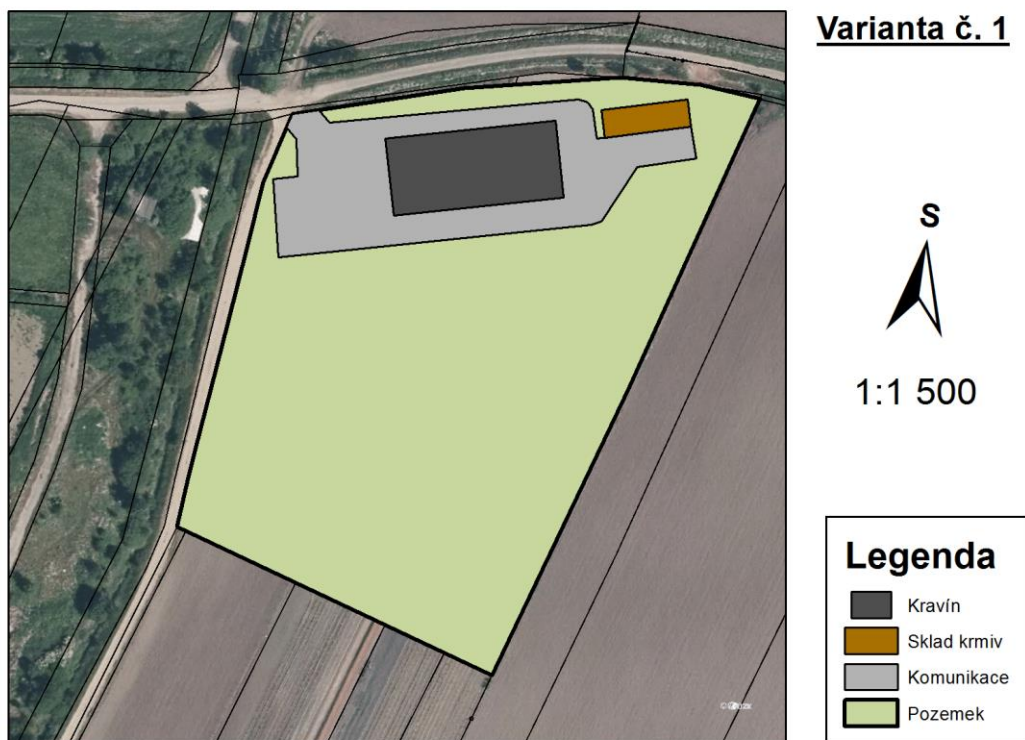 Varianta č. 1
S
1:1 500
Legenda
Kravín
Sklad krmiv
Komunikace
Pozemek